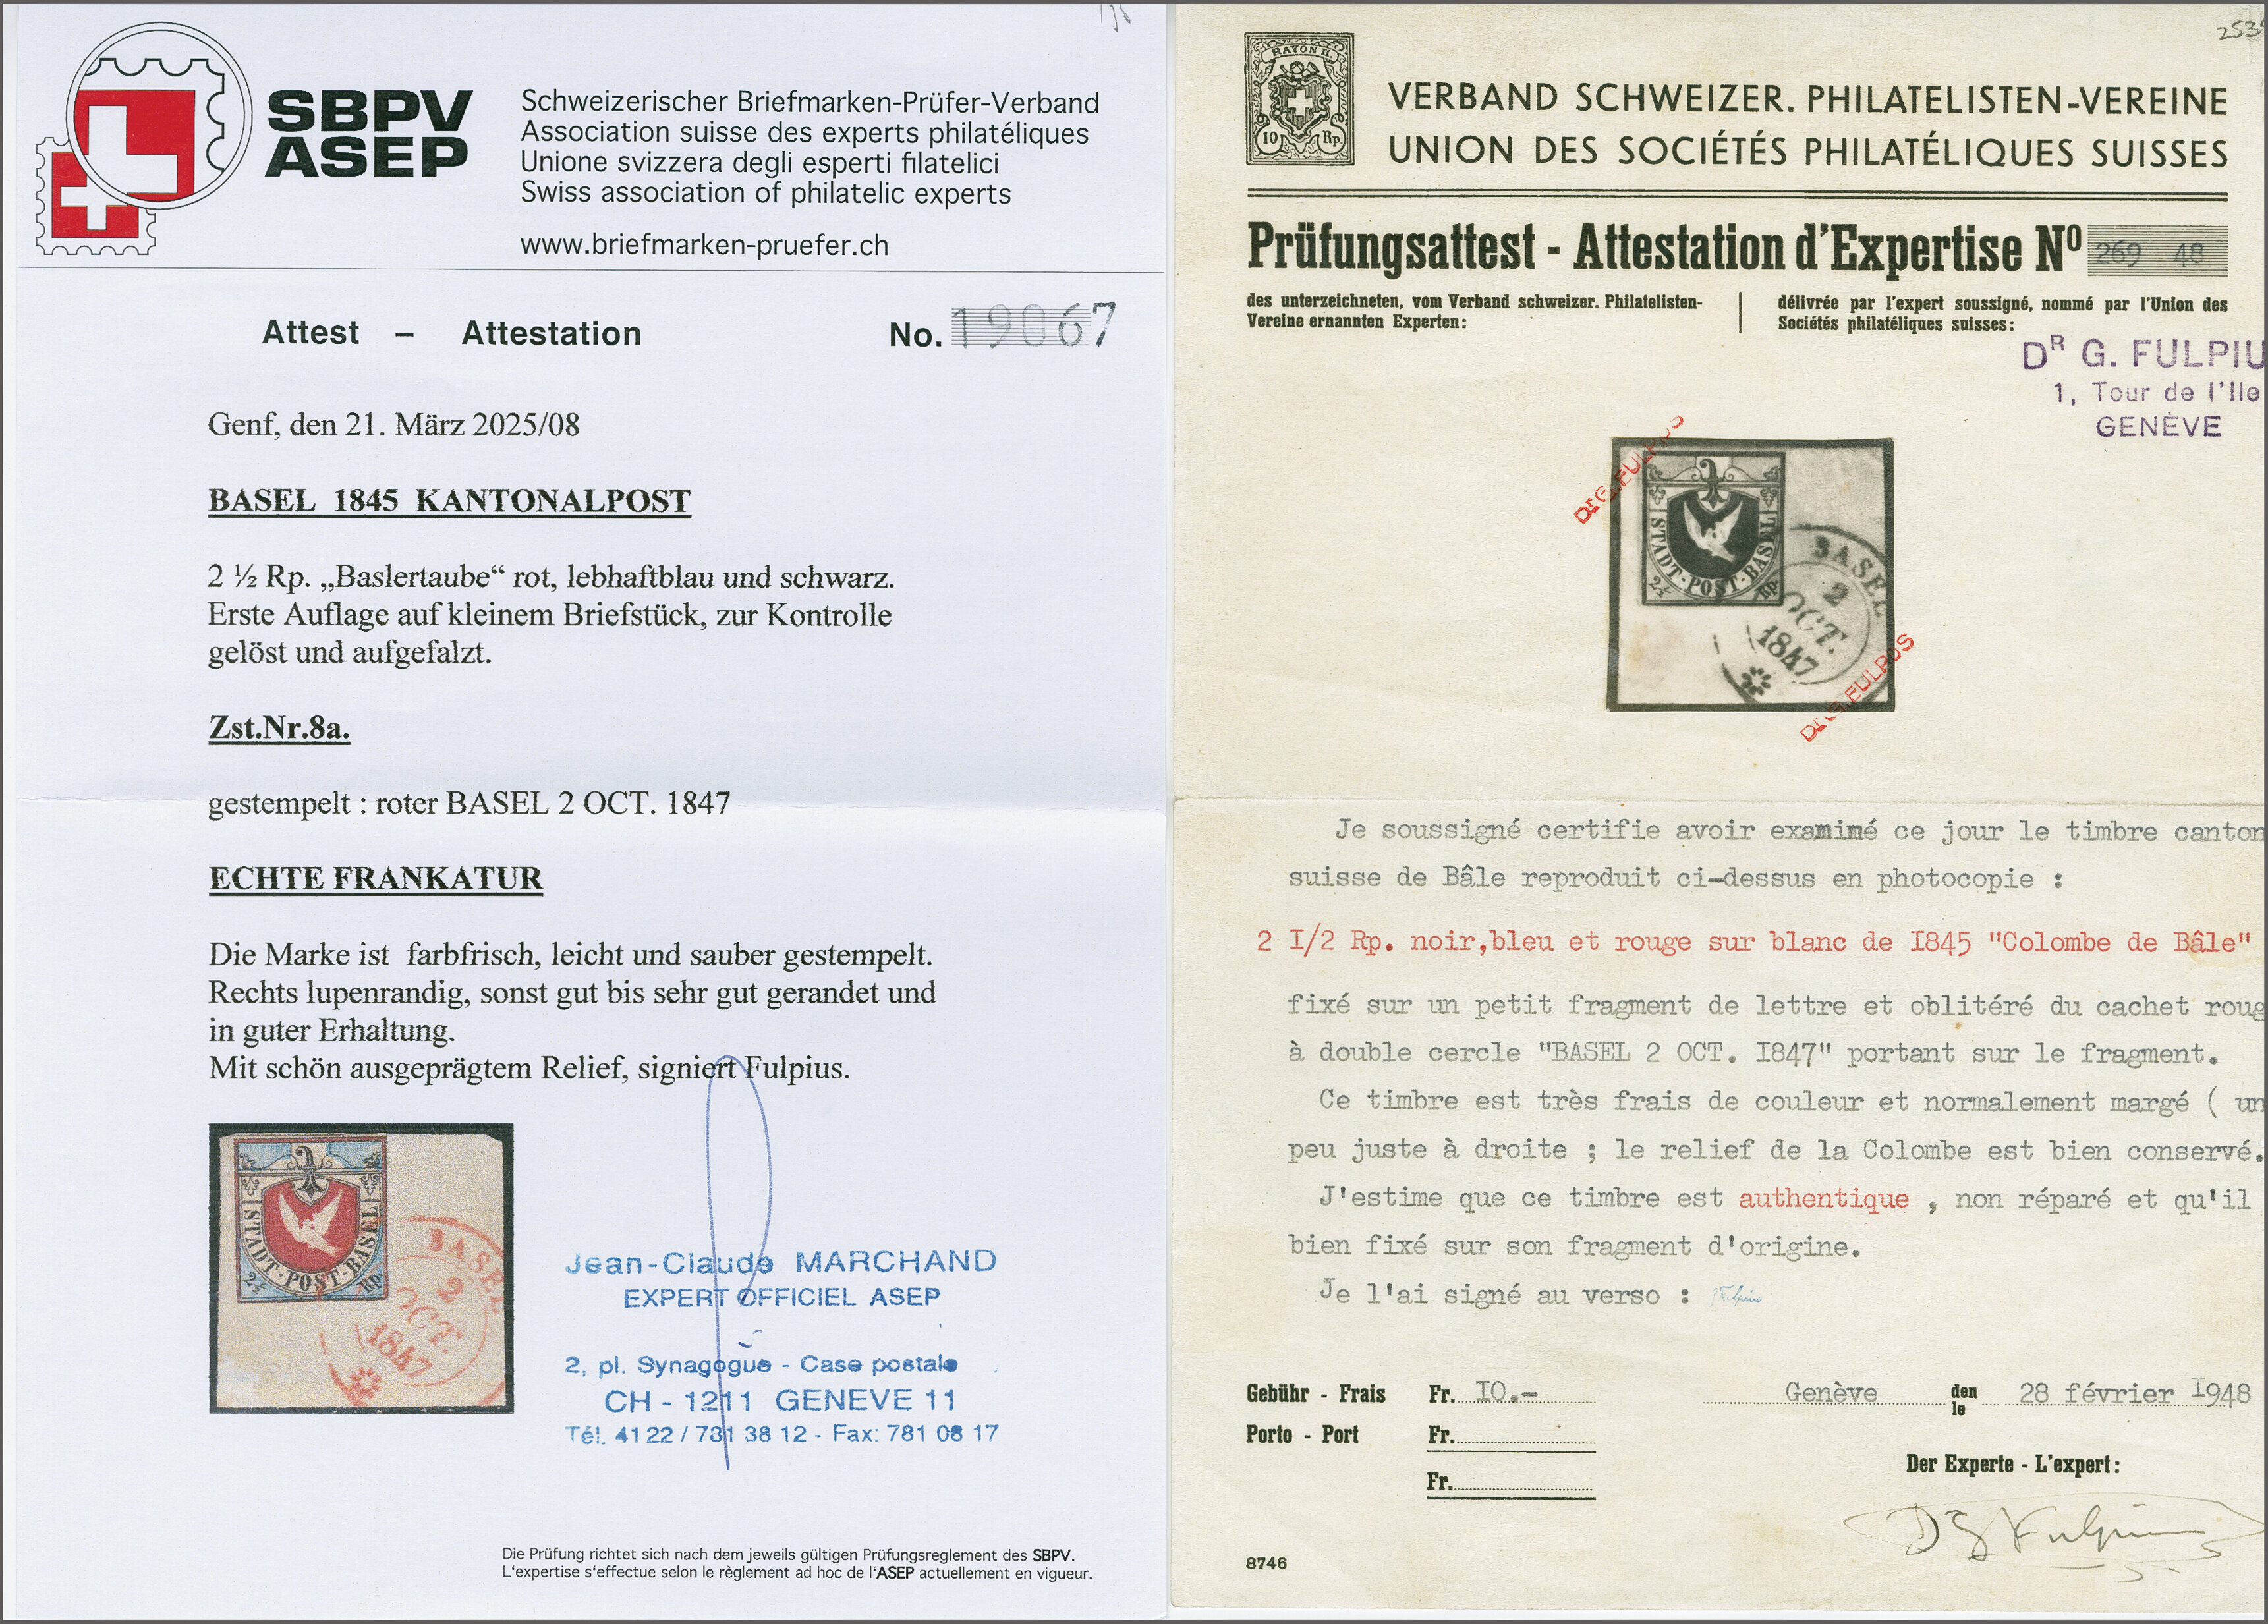 SBPV
ASEP
Schweizerischer Briefmarken-Prüfer-Verband
Association suisse des experts philatéliques
Unione svizzera degli esperti filatelici
Swiss association of philatelic experts
www.briefmarken-pruefer.ch
Attest – Attestation No. 19067
Genf, den 21. März 2025/08
BASEL 1845 KANTONALPOST
2 ½ Rp. „Baslertaube“ rot, lebhaftblau und schwarz.
Erste Auflage auf kleinem Briefstück, zur Kontrolle
gelöst und aufgefalzt.
Zst.Nr.8a.
gestempelt : roter BASEL 2 OCT. 1847
ECHTE FRANKATUR
Die Marke ist farbfrisch, leicht und sauber gestempelt.
Rechts lupenrandig, sonst gut bis sehr gut gerandet und
in guter Erhaltung.
Mit schön ausgeprägtem Relief, signiert Fulpius.
STADT·POST·BASEL
2½ Rp.
BASEL
2
OCT.
1847
Jean-Claude MARCHAND
EXPERT OFFICIEL ASEP
2, pl. Synagogue - Case postale
CH - 1211 GENEVE 11
Tél. 41 22 / 731 38 12 - Fax: 781 08 17
Die Prüfung richtet sich nach dem jeweils gültigen Prüfungsreglement des SBPV.
L'expertise s'effectue selon le règlement ad hoc de l'ASEP actuellement en vigueur.
253
RAYON II.
10 Rp.
VERBAND SCHWEIZER. PHILATELISTEN-VEREINE
UNION DES SOCIÉTÉS PHILATÉLIQUES SUISSES
Prüfungsattest - Attestation d'Expertise Nº 269 48
des unterzeichneten, vom Verband schweizer. Philatelisten-
Vereine ernannten Experten:
délivrée par l'expert soussigné, nommé par l'Union des
Sociétés philatéliques suisses:
DR G. FULPIU
1, Tour de l'Ile
GENÈVE
Dr G. FULPIUS
STADT·POST·BASEL
2½ Rp.
BASEL
2
OCT.
1847
Dr G. FULPIUS
Je soussigné certifie avoir examiné ce jour le timbre canton
suisse de Bâle reproduit ci-dessus en photocopie :
2 I/2 Rp. noir,bleu et rouge sur blanc de I845 "Colombe de Bâle"
fixé sur un petit fragment de lettre et oblitéré du cachet roug
à double cercle "BASEL 2 OCT. I847" portant sur le fragment.
Ce timbre est très frais de couleur et normalement margé ( un
peu juste à droite ; le relief de la Colombe est bien conservé.
J'estime que ce timbre est authentique , non réparé et qu'il
bien fixé sur son fragment d'origine.
Je l'ai signé au verso : Fulpius
Gebühr - Frais Fr. IO.-
Porto - Port Fr.
Fr.
Genève den le 28 février I948
Der Experte - L'expert:
Dr G Fulpius
8746